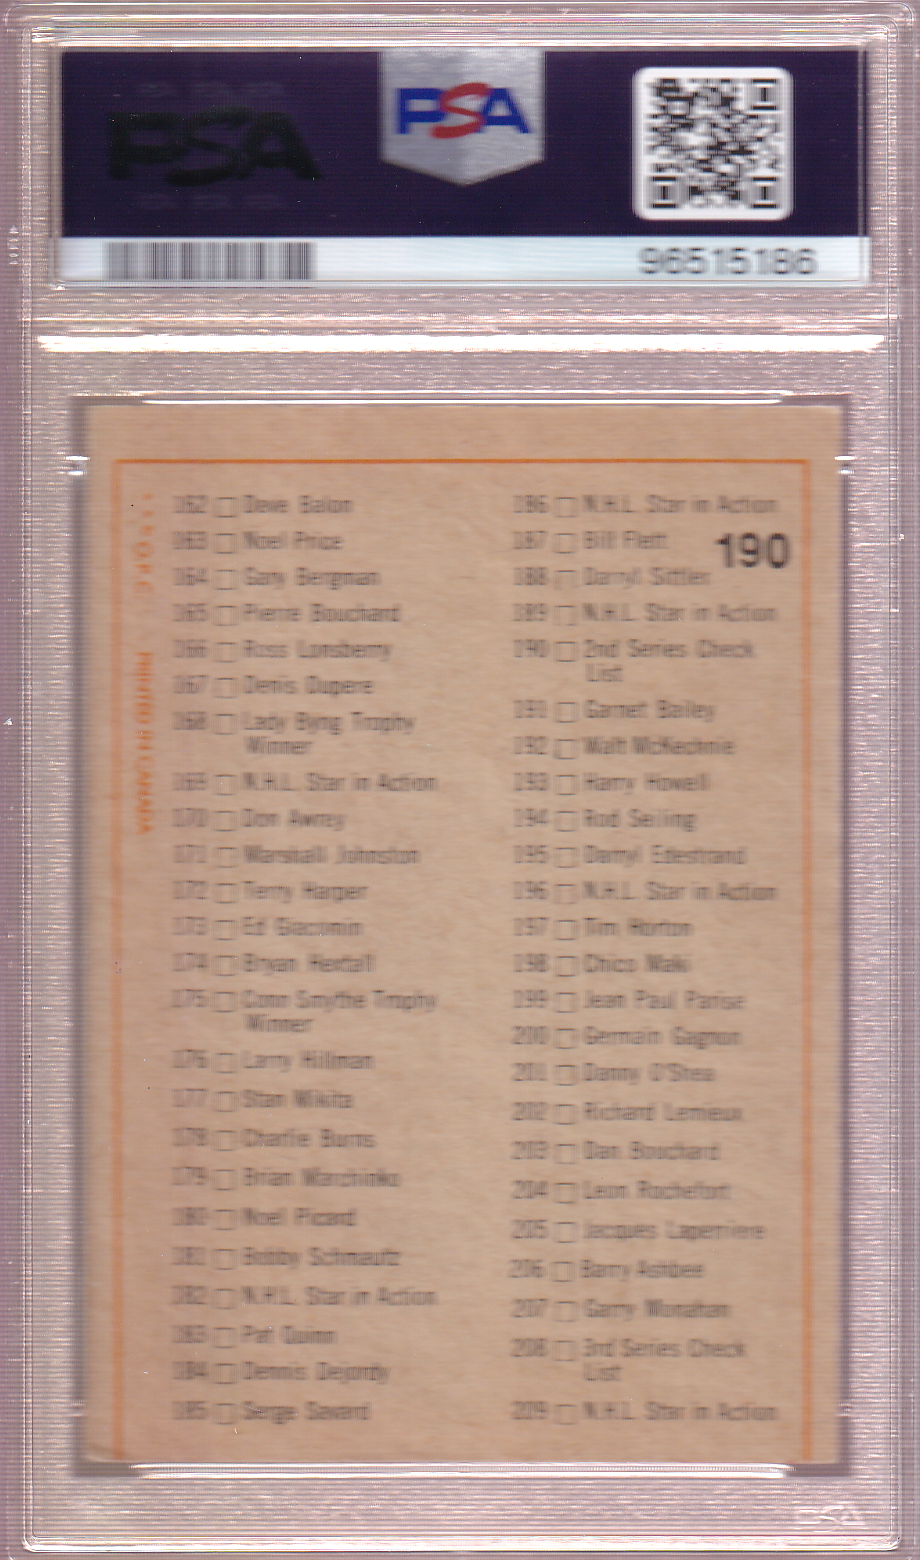 PSA
PSA
96515186
162 Dave Balon
163 Noel Price
164 Gary Bergman
165 Pierre Bouchard
166 Ross Lonsberry
167 Denis Dupere
168 Lady Byng Trophy
Winner
169 N.H.L. Star in Action
170 Don Awrey
171 Marshall Johnston
172 Terry Harper
173 Ed Giacomin
174 Bryan Hextall
175 Conn Smythe Trophy
Winner
176 Larry Hillman
177 Stan Mikita
178 Charlie Burns
179 Brian Marchinko
180 Noel Picard
181 Bobby Schmautz
182 N.H.L. Star in Action
183 Pat Quinn
184 Dennis Dejordy
185 Serge Savard
186 N.H.L. Star in Action
187 Bill Flett
190
188 Darryl Sittler
189 N.H.L. Star in Action
190 2nd Series Check
List
191 Garnet Bailey
192 Walt McKechnie
193 Harry Howell
194 Rod Seiling
195 Darryl Edestrand
196 N.H.L. Star in Action
197 Tim Horton
198 Chico Maki
199 Jean Paul Parise
200 Germain Gagnon
201 Danny O'Shea
202 Richard Lemieux
203 Dan Bouchard
204 Leon Rochefort
205 Jacques Laperriere
206 Barry Ashbee
207 Garry Monahan
208 3rd Series Check
List
209 N.H.L. Star in Action
PRINTED IN CANADA
PSA